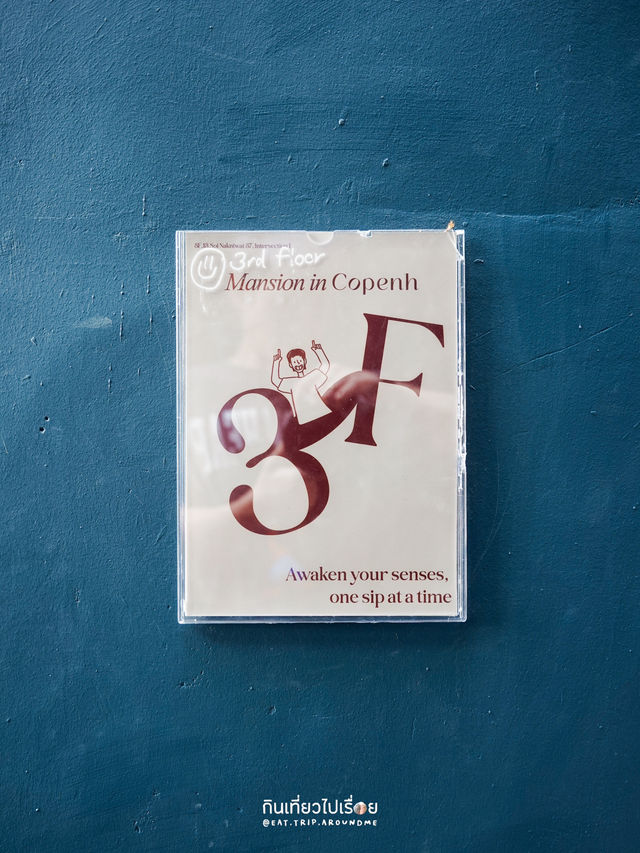 3rd floor
Mansion in Copenh
3F
Awaken your senses,
one sip at a time
กินเที่ยวไปเรื่อย
@EAT.TRIP.AROUNDME